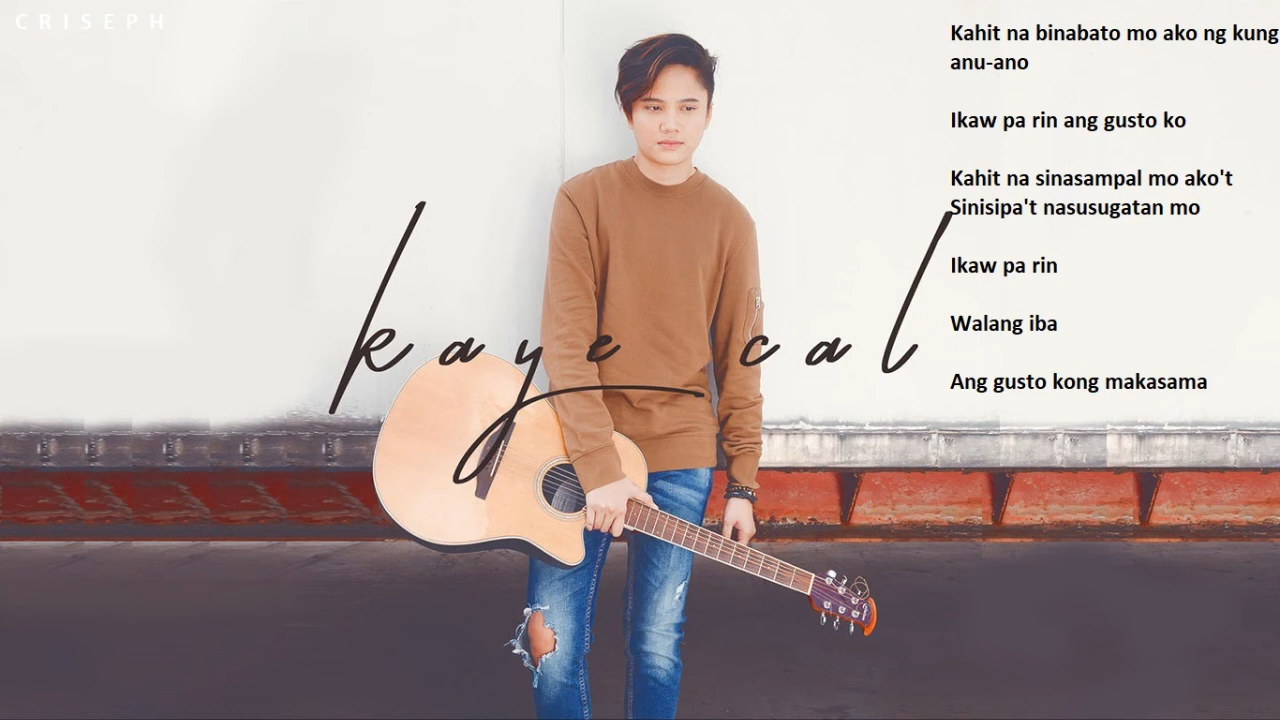 CRISEPH
kaye cal
Kahit na binabato mo ako ng kung
anu-ano
Ikaw pa rin ang gusto ko
Kahit na sinasampal mo ako't
Sinisipa't nasusugatan mo
Ikaw pa rin
Walang iba
Ang gusto kong makasama